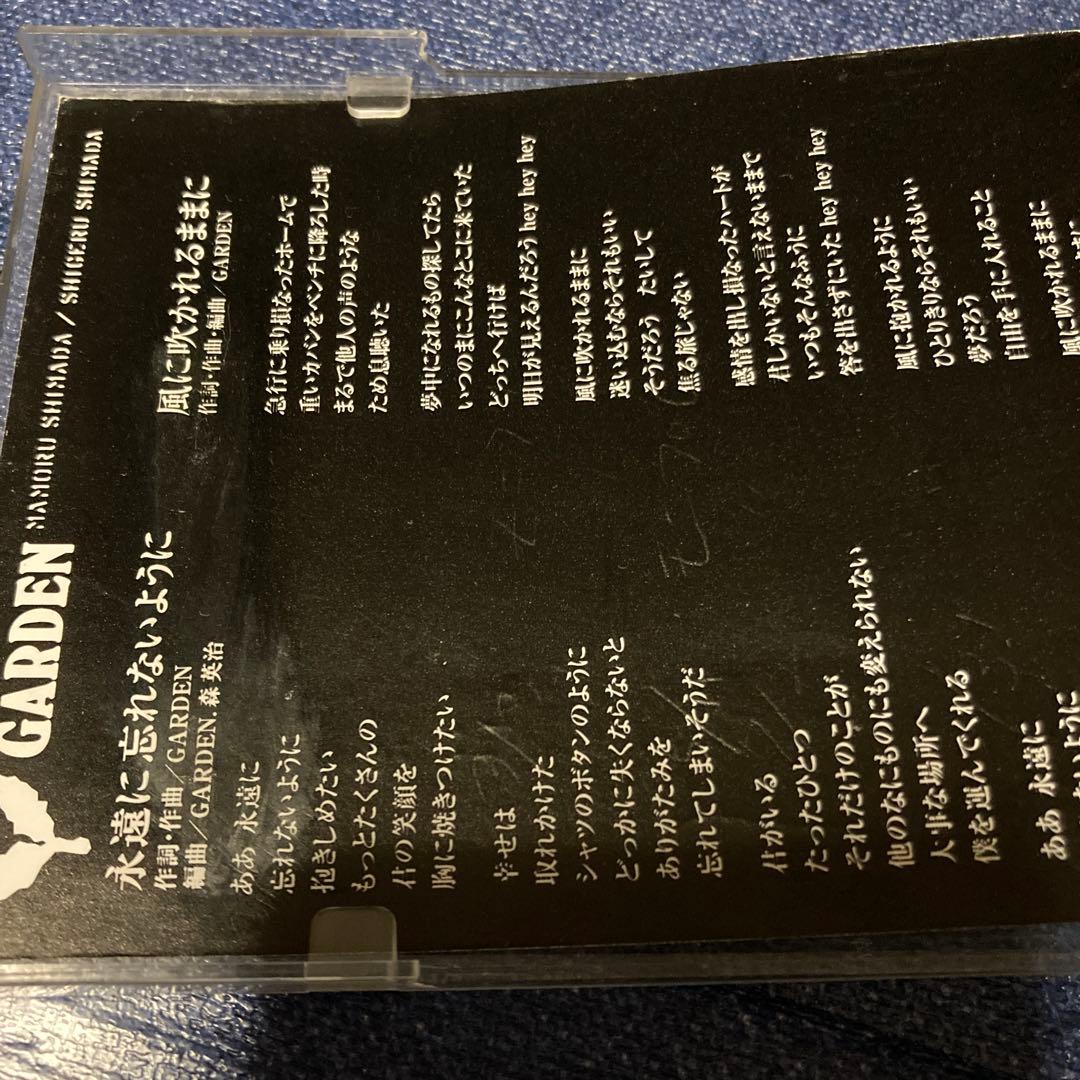 GARDEN MAMORU SHIMADA / SHIGERU SHIMADA
永遠に忘れないように
作詞・作曲/GARDEN
編曲/GARDEN、森 英治
ああ 永遠に
忘れないように
抱きしめたい
もっとたくさんの
君の笑顔を
胸に焼きつけたい
幸せは
取れかけた
シャツのボタンのように
どっかに失くならないと
ありがたみを
忘れてしまいそうだ
君がいる
たったひとつ
それだけのことが
他のなにものにも変えられない
大事な場所へ
僕を運んでくれる
ああ 永遠に
風に吹かれるままに
作詞・作曲・編曲/GARDEN
急行に乗り損なったホームで
重いカバンをベンチに降ろした時
まるで他人の声のような
ため息聴いた
夢中になれるもの探してたら
いつのまにこんなとこに来ていた
どっちへ行けば
明日が見えるんだろう hey hey hey
風に吹かれるままに
迷い込むならそれもいい
そうだろう たいして
焦る旅じゃない
感情を出し損なったハートが
君しかいないと言えないままで
いつもそんなふうに
答を出さずにいた hey hey hey
風に抱かれるように
ひとりきりならそれもいい
夢だろう
自由を手に入れること
風に吹かれるままに